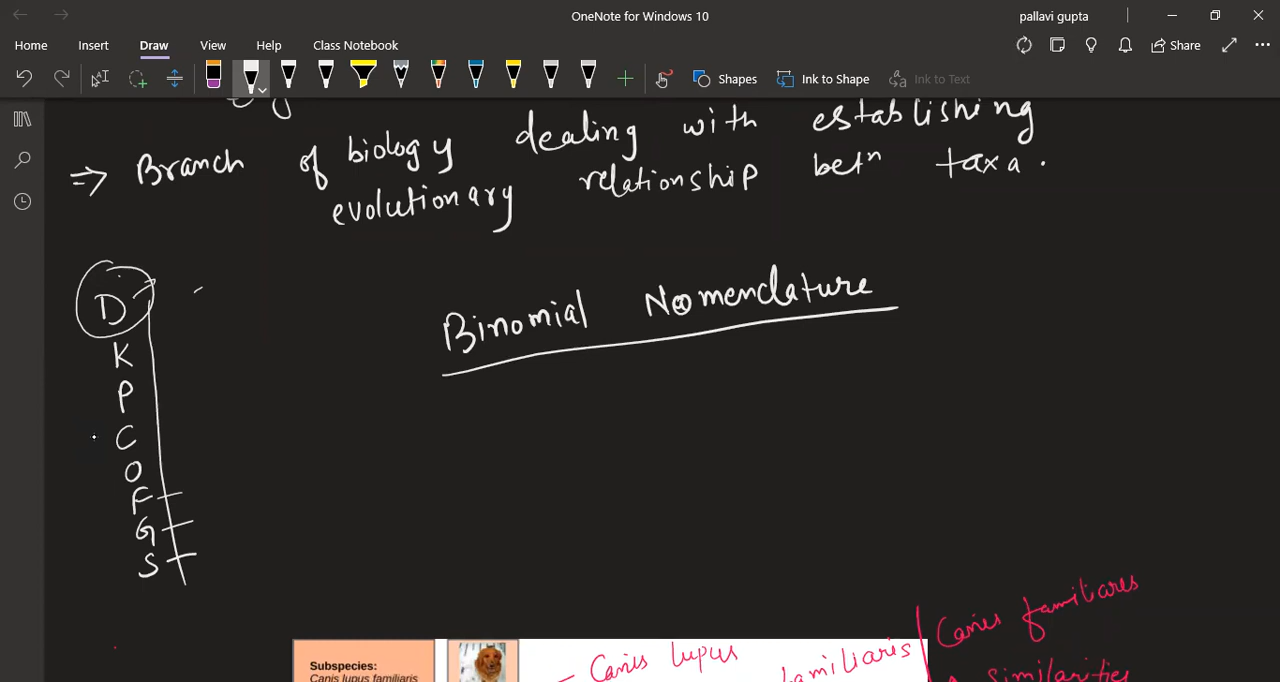 OneNote for Windows 10
pallavi gupta
Home Insert Draw View Help Class Notebook
Share
Shapes Ink to Shape Ink to Text
=> Branch of biology dealing with establishing
evolutionary relationship betn taxa.
D
K
P
C
O
F
G
S
Binomial Nomenclature
Subspecies:
Canis lupus familiaris
Canis lupus
familiaris
Canies familiares
similarities